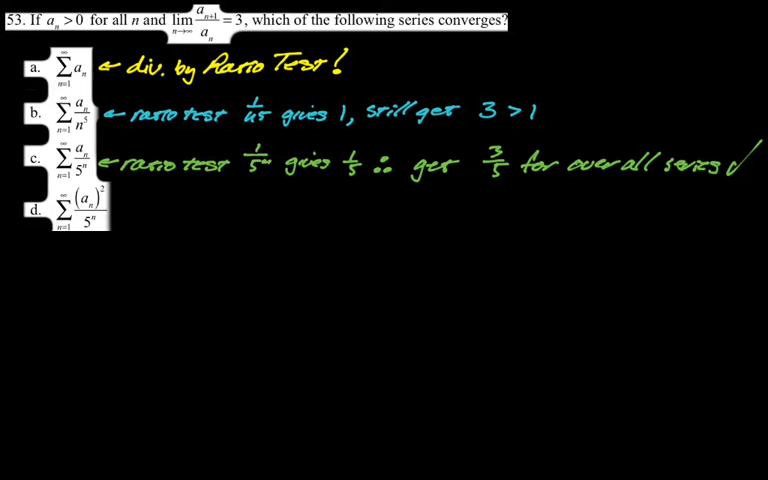 53. If aₙ > 0 for all n and lim n→∞ aₙ₊₁/aₙ = 3, which of the following series converges?
a. ∑ₙ₌₁^∞ aₙ ← div. by Ratio Test!
b. ∑ₙ₌₁^∞ aₙ/n⁵ ← ratio test 1/n⁵ gives 1, still get 3 > 1
c. ∑ₙ₌₁^∞ aₙ/5ⁿ ← ratio test 1/5ⁿ gives 1/5 ∴ get 3/5 for overall series ✓
d. ∑ₙ₌₁^∞ (aₙ)²/5ⁿ